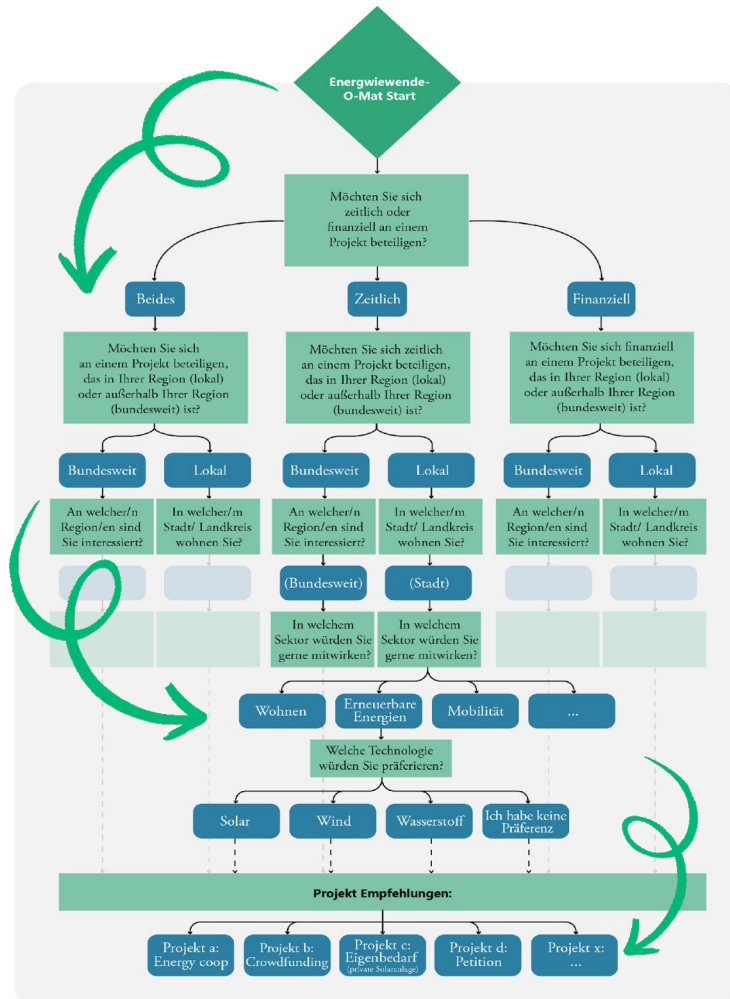 Energwiewende-
O-Mat Start
Möchten Sie sich
zeitlich oder
finanziell an einem
Projekt beteiligen?
Beides
Zeitlich
Finanziell
Möchten Sie sich
an einem Projekt beteiligen,
das in Ihrer Region (lokal)
oder außerhalb Ihrer Region
(bundesweit) ist?
Möchten Sie sich zeitlich
an einem Projekt beteiligen,
das in Ihrer Region (lokal)
oder außerhalb Ihrer Region
(bundesweit) ist?
Möchten Sie sich finanziell
an einem Projekt beteiligen,
das in Ihrer Region (lokal)
oder außerhalb Ihrer Region
(bundesweit) ist?
Bundesweit
Lokal
Bundesweit
Lokal
Bundesweit
Lokal
An welcher/n
Region/en sind
Sie interessiert?
In welcher/m
Stadt/ Landkreis
wohnen Sie?
An welcher/n
Region/en sind
Sie interessiert?
In welcher/m
Stadt/ Landkreis
wohnen Sie?
An welcher/n
Region/en sind
Sie interessiert?
In welcher/m
Stadt/ Landkreis
wohnen Sie?
(Bundesweit)
(Stadt)
In welchem
Sektor würden Sie
gerne mitwirken?
In welchem
Sektor würden Sie
gerne mitwirken?
Wohnen
Erneuerbare
Energien
Mobilität
...
Welche Technologie
würden Sie präferieren?
Solar
Wind
Wasserstoff
Ich habe keine
Präferenz
Projekt Empfehlungen:
Projekt a:
Energy coop
Projekt b:
Crowdfunding
Projekt c:
Eigenbedarf
(private Solaranlage)
Projekt d:
Petition
Projekt x:
...